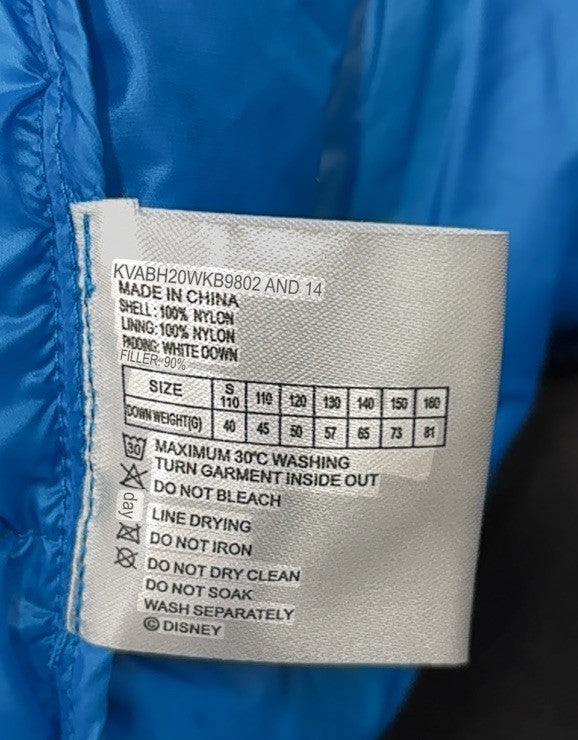 KVABH20WKB9802 AND 14
MADE IN CHINA
SHELL: 100% NYLON
LINNG: 100% NYLON
PADDING: WHITE DOWN
FILLER: 90%
SIZE S 110 110 120 130 140 150 160
DOWN WEIGHT(G) 40 45 50 57 65 73 81
30 MAXIMUM 30°C WASHING
TURN GARMENT INSIDE OUT
DO NOT BLEACH
day LINE DRYING
DO NOT IRON
DO NOT DRY CLEAN
DO NOT SOAK
WASH SEPARATELY
© DISNEY